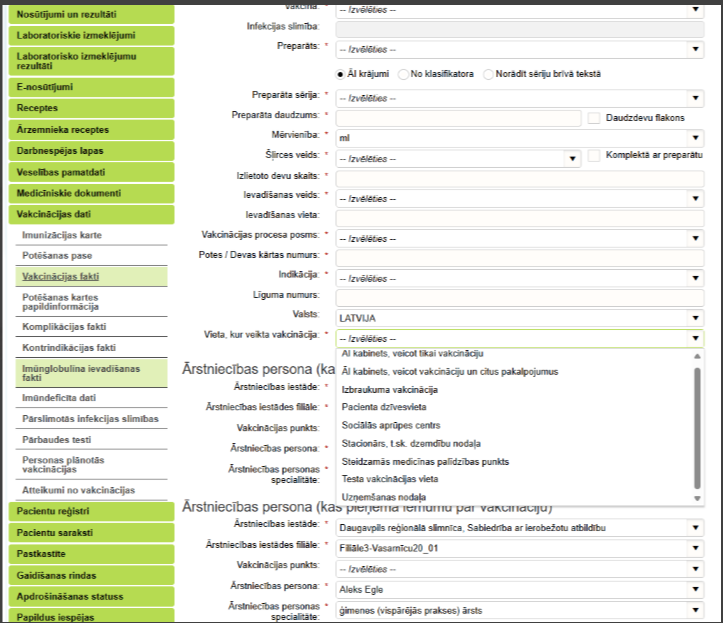 Nosūtījumi un rezultāti
Laboratoriskie izmeklējumi
Laboratorisko izmeklējumu
rezultāti
E-nosūtījumi
Receptes
Ārzemnieka receptes
Darbnespējas lapas
Veselības pamatdati
Medicīniskie dokumenti
Vakcinācijas dati
Imunizācijas karte
Potēšanas pase
Vakcinācijas fakti
Potēšanas kartes
papildinformācija
Komplikācijas fakti
Kontrindikācijas fakti
Imūnglobulīna ievadīšanas
fakti
Imūndeficīta dati
Pārslimotās infekcijas slimības
Pārbaudes testi
Personas plānotās
vakcinācijas
Atteikumi no vakcinācijas
Pacientu reģistri
Pacientu saraksti
Pastkastīte
Gaidīšanas rindas
Apdrošināšanas statuss
Papildus iespējas
Vakcīna: * -- Izvēlēties --
Infekcijas slimība:
Preparāts: * -- Izvēlēties --
ĀI krājumi No klasifikatora Norādīt sēriju brīvā tekstā
Preparāta sērija: * -- Izvēlēties --
Preparāta daudzums: * Daudzdevu flakons
Mērvienība: * ml
Šļirces veids: * -- Izvēlēties -- Komplektā ar preparātu
Izlietoto devu skaits: *
Ievadīšanas veids: * -- Izvēlēties --
Ievadīšanas vieta:
Vakcinācijas procesa posms: * -- Izvēlēties --
Potes / Devas kārtas numurs: *
Indikācija: * -- Izvēlēties --
Līguma numurs:
Valsts: LATVIJA
Vieta, kur veikta vakcinācija: * -- Izvēlēties --
ĀI kabinets, veicot tikai vakcināciju
ĀI kabinets, veicot vakcināciju un citus pakalpojumus
Izbraukuma vakcinācija
Pacienta dzīvesvieta
Sociālās aprūpes centrs
Stacionārs, t.sk. dzemdību nodaļa
Steidzamās medicīnas palīdzības punkts
Testa vakcinācijas vieta
Uzņemšanas nodaļa
Ārstniecības persona (ka
Ārstniecības iestāde: *
Ārstniecības iestādes filiāle: *
Vakcinācijas punkts:
Ārstniecības persona: *
Ārstniecības personas *
specialitāte:
Ārstniecības persona (kas pieņēma lēmumu par vakcināciju)
Ārstniecības iestāde: * Daugavpils reģionālā slimnīca, Sabiedrība ar ierobežotu atbildību
Ārstniecības iestādes filiāle: * Filiāle3-Vasarnīcu20_01
Vakcinācijas punkts: -- Izvēlēties --
Ārstniecības persona: * Aleks Egle
Ārstniecības personas * ģimenes (vispārējās prakses) ārsts
specialitāte: